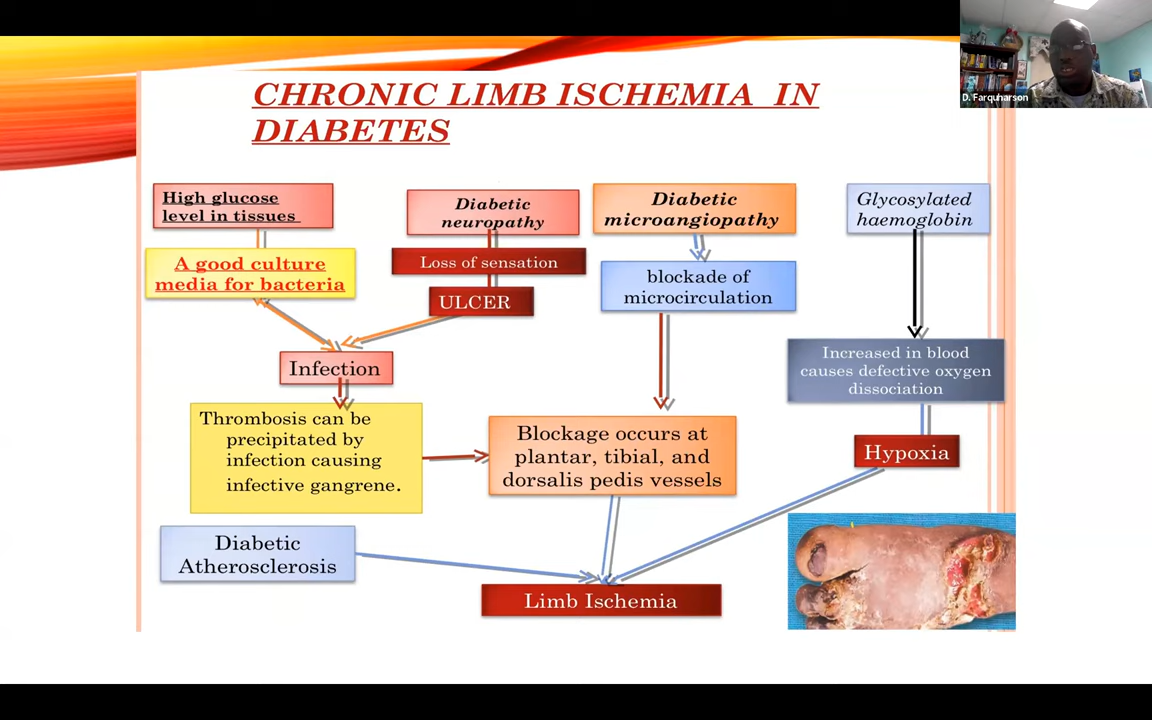 D. Farquharson
CHRONIC LIMB ISCHEMIA IN
DIABETES
High glucose
level in tissues
A good culture
media for bacteria
Diabetic
neuropathy
Loss of sensation
ULCER
Infection
Thrombosis can be
precipitated by
infection causing
infective gangrene.
Diabetic
microangiopathy
blockade of
microcirculation
Blockage occurs at
plantar, tibial, and
dorsalis pedis vessels
Glycosylated
haemoglobin
Increased in blood
causes defective oxygen
dissociation
Hypoxia
Diabetic
Atherosclerosis
Limb Ischemia